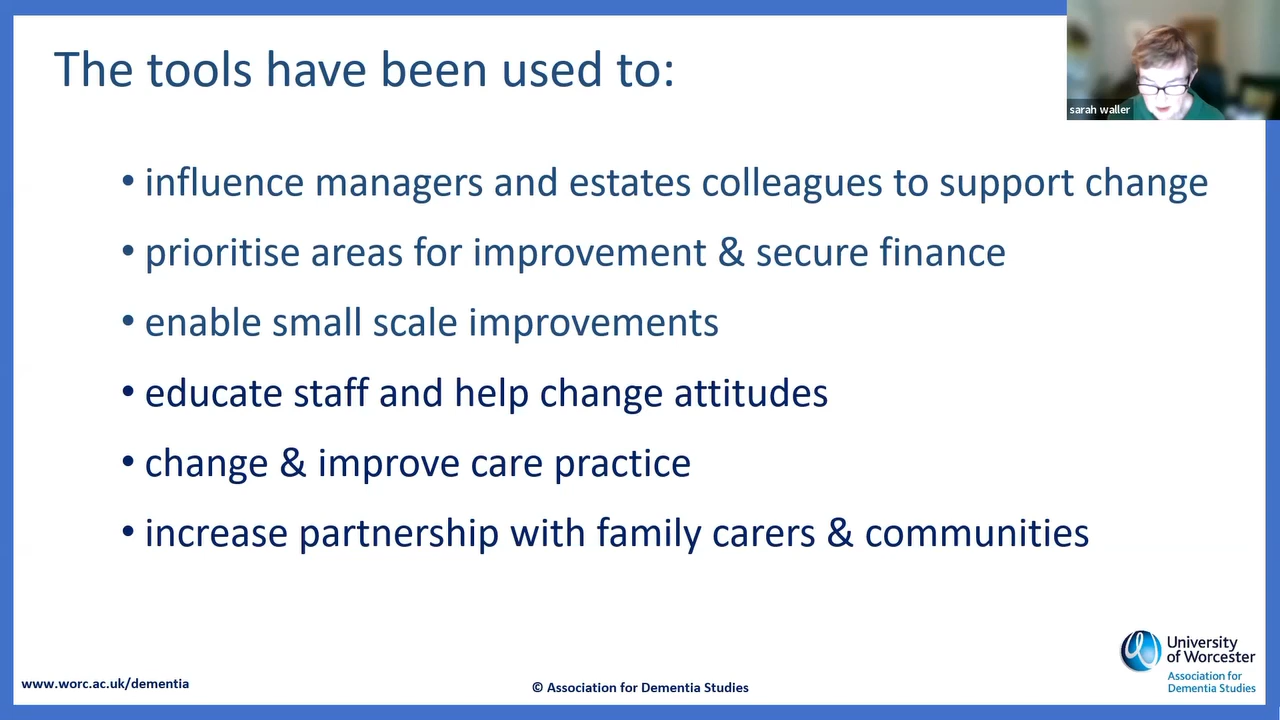 The tools have been used to:
sarah waller
• influence managers and estates colleagues to support change
• prioritise areas for improvement & secure finance
• enable small scale improvements
• educate staff and help change attitudes
• change & improve care practice
• increase partnership with family carers & communities
www.worc.ac.uk/dementia
© Association for Dementia Studies
University
of Worcester
Association for
Dementia Studies